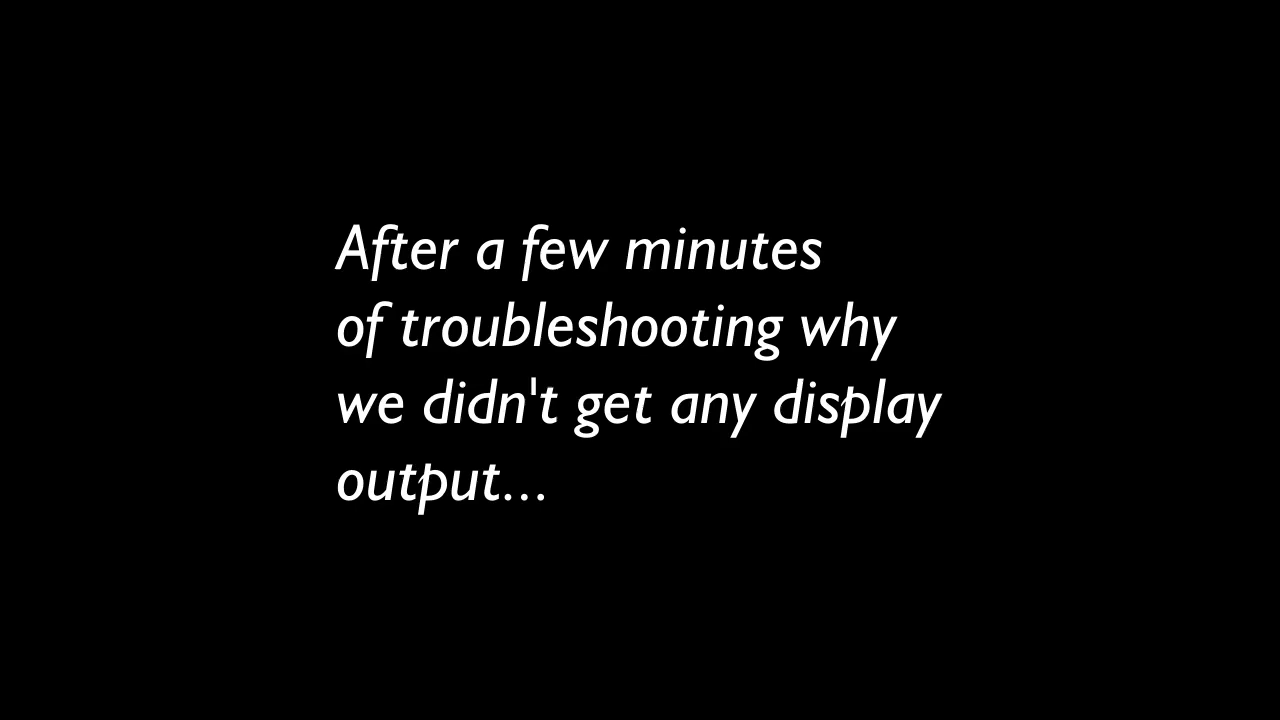 After a few minutes
of troubleshooting why
we didn't get any display
output...